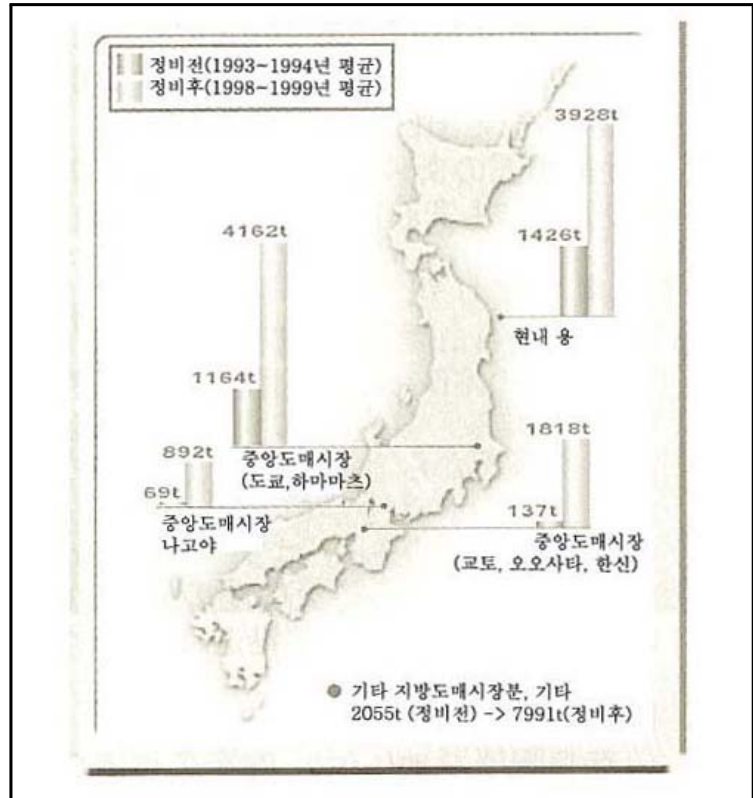 정비전(1993~1994년 평균)
정비후(1998~1999년 평균)
3928t
1426t
현내 용
4162t
1164t
중앙도매시장
(도쿄,하마마츠)
892t
69t
중앙도매시장
나고야
1818t
137t
중앙도매시장
(교토, 오오사타, 한신)
기타 지방도매시장분, 기타
2055t (정비전) -> 7991t(정비후)